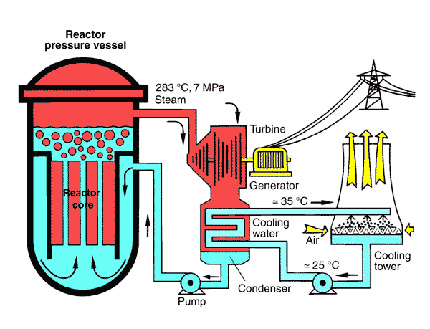 Reactor
pressure vessel
283 °C, 7 MPa
Steam
Turbine
Generator
≃ 35 °C
Reactor
core
Cooling
water
Air
≃ 25 °C
Cooling
tower
Condenser
Pump